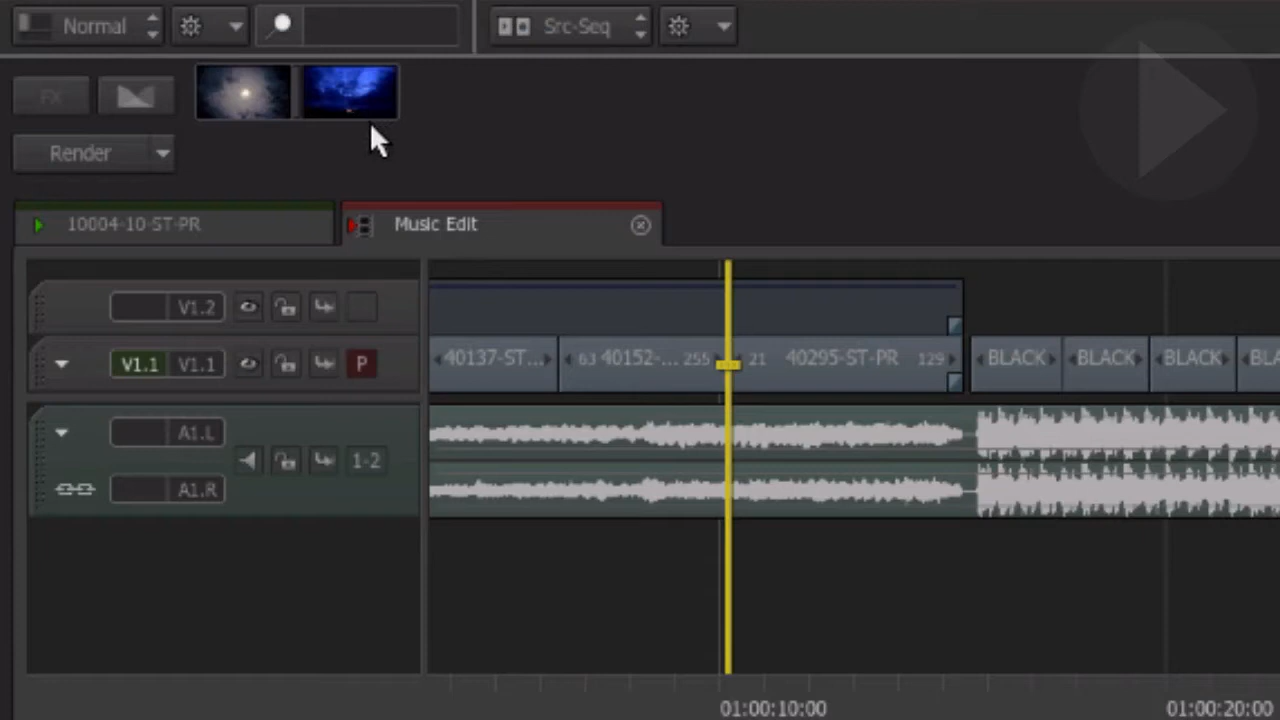 Normal Src-Seq
FX
Render
10004-10-ST-PR Music Edit
V1.2
V1.1 V1.1 P 40137-ST... 63 40152-... 255 21 40295-ST-PR 129 BLACK BLACK BLACK BLA
A1.L
1-2
A1.R
01:00:10:00 01:00:20:00